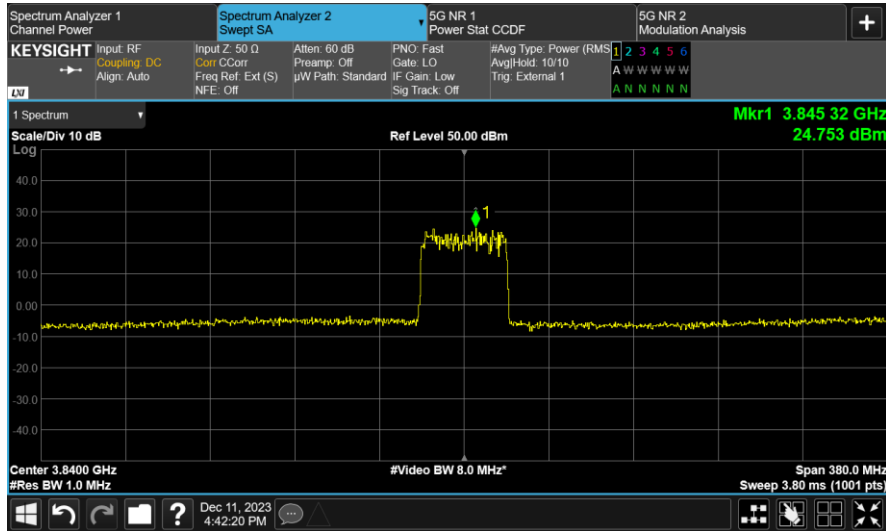 Spectrum Analyzer 1
Channel Power
Spectrum Analyzer 2
Swept SA
5G NR 1
Power Stat CCDF
5G NR 2
Modulation Analysis
KEYSIGHT
LXI
Input: RF
Coupling: DC
Align: Auto
Input Z: 50 Ω
Corr CCorr
Freq Ref: Ext (S)
NFE: Off
Atten: 60 dB
Preamp: Off
µW Path: Standard
PNO: Fast
Gate: LO
IF Gain: Low
Sig Track: Off
#Avg Type: Power (RMS
Avg|Hold: 10/10
Trig: External 1
1 2 3 4 5 6
A W W W W W
A N N N N N
1 Spectrum
Mkr1 3.845 32 GHz
Scale/Div 10 dB
Ref Level 50.00 dBm
24.753 dBm
Log
40.0
30.0
1
20.0
10.0
0.00
-10.0
-20.0
-30.0
-40.0
Center 3.8400 GHz
#Video BW 8.0 MHz*
Span 380.0 MHz
#Res BW 1.0 MHz
Sweep 3.80 ms (1001 pts)
?
Dec 11, 2023
4:42:20 PM